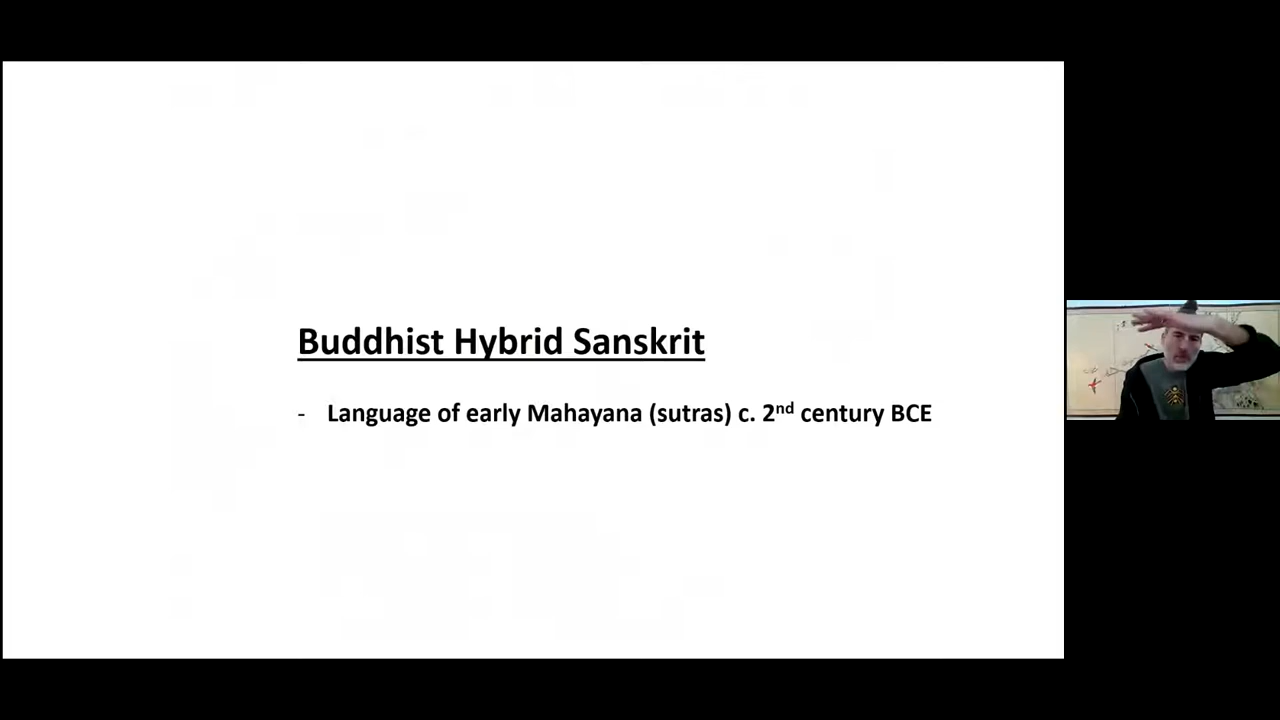 Buddhist Hybrid Sanskrit
- Language of early Mahayana (sutras) c. 2nd century BCE